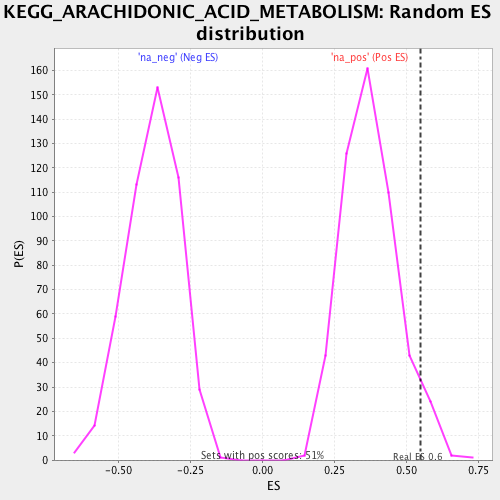 KEGG_ARACHIDONIC_ACID_METABOLISM: Random ES
distribution
'na_neg' (Neg ES)
'na_pos' (Pos ES)
160
150
140
130
120
110
100
90
80
70
60
50
40
30
20
10
0
P(ES)
Sets with pos scores: 51%
Real ES 0.6
-0.50
-0.25
0.00
0.25
0.50
0.75
ES